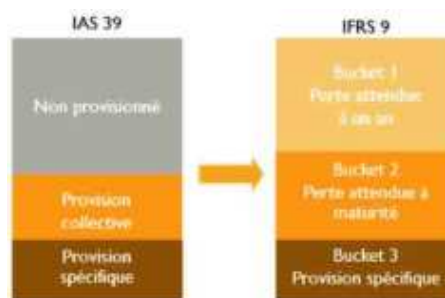 IAS 39
Non provisionné
Provision
collective
Provision
spécifique
IFRS 9
Bucket 1
Perte attendue
à un an
Bucket 2
Perte attendue à
maturité
Bucket 3
Provision spécifique